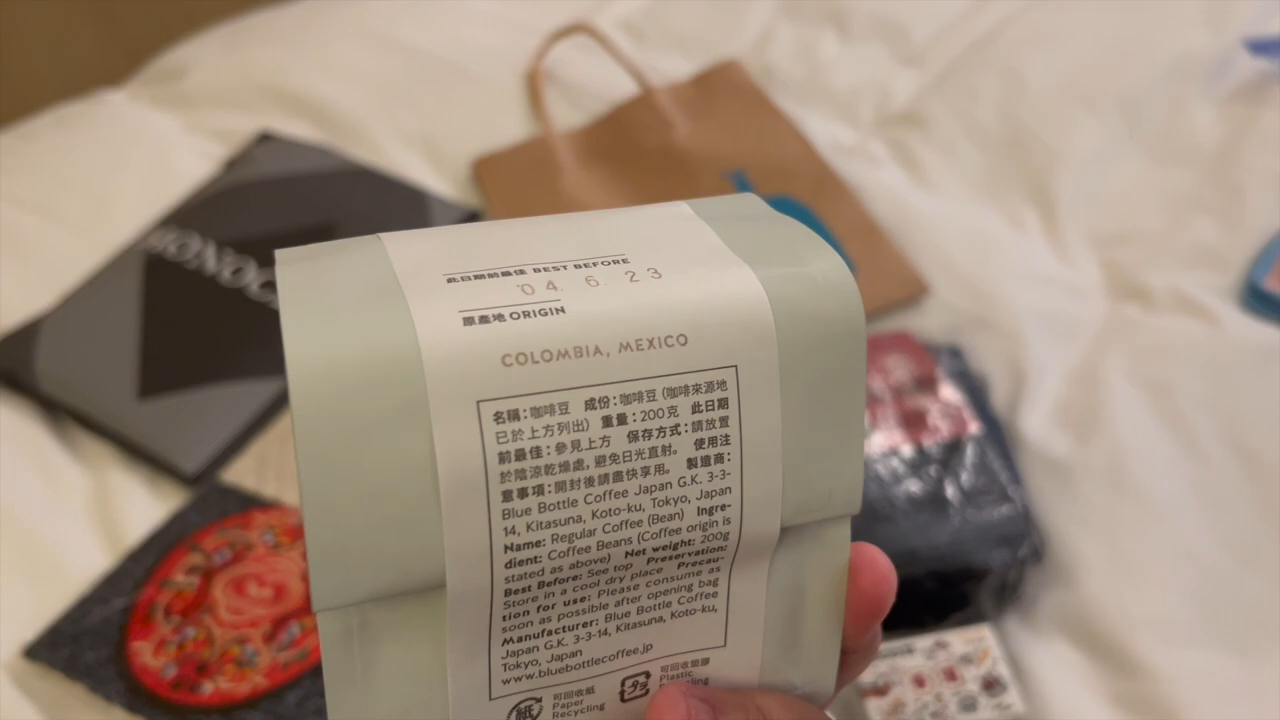 MONOC
此日期前最佳 BEST BEFORE
'04. 6. 23
原產地 ORIGIN
COLOMBIA, MEXICO
名稱：咖啡豆 成份：咖啡豆（咖啡來源地
已於上方列出） 重量：200克 此日期
前最佳：參見上方 保存方式：請放置
於陰涼乾燥處，避免日光直射。 使用注
意事項：開封後請盡快享用。 製造商：
Blue Bottle Coffee Japan G.K. 3-3-
14, Kitasuna, Koto-ku, Tokyo, Japan
Name: Regular Coffee (Bean) Ingre-
dient: Coffee Beans (Coffee origin is
stated as above) Net weight: 200g
Best Before: See top Preservation:
Store in a cool dry place Precau-
tion for use: Please consume as
soon as possible after opening bag
Manufacturer: Blue Bottle Coffee
Japan G.K. 3-3-14, Kitasuna, Koto-ku,
Tokyo, Japan
www.bluebottlecoffee.jp
紙
可回收紙
Paper
Recycling
プラ
可回收塑膠
Plastic